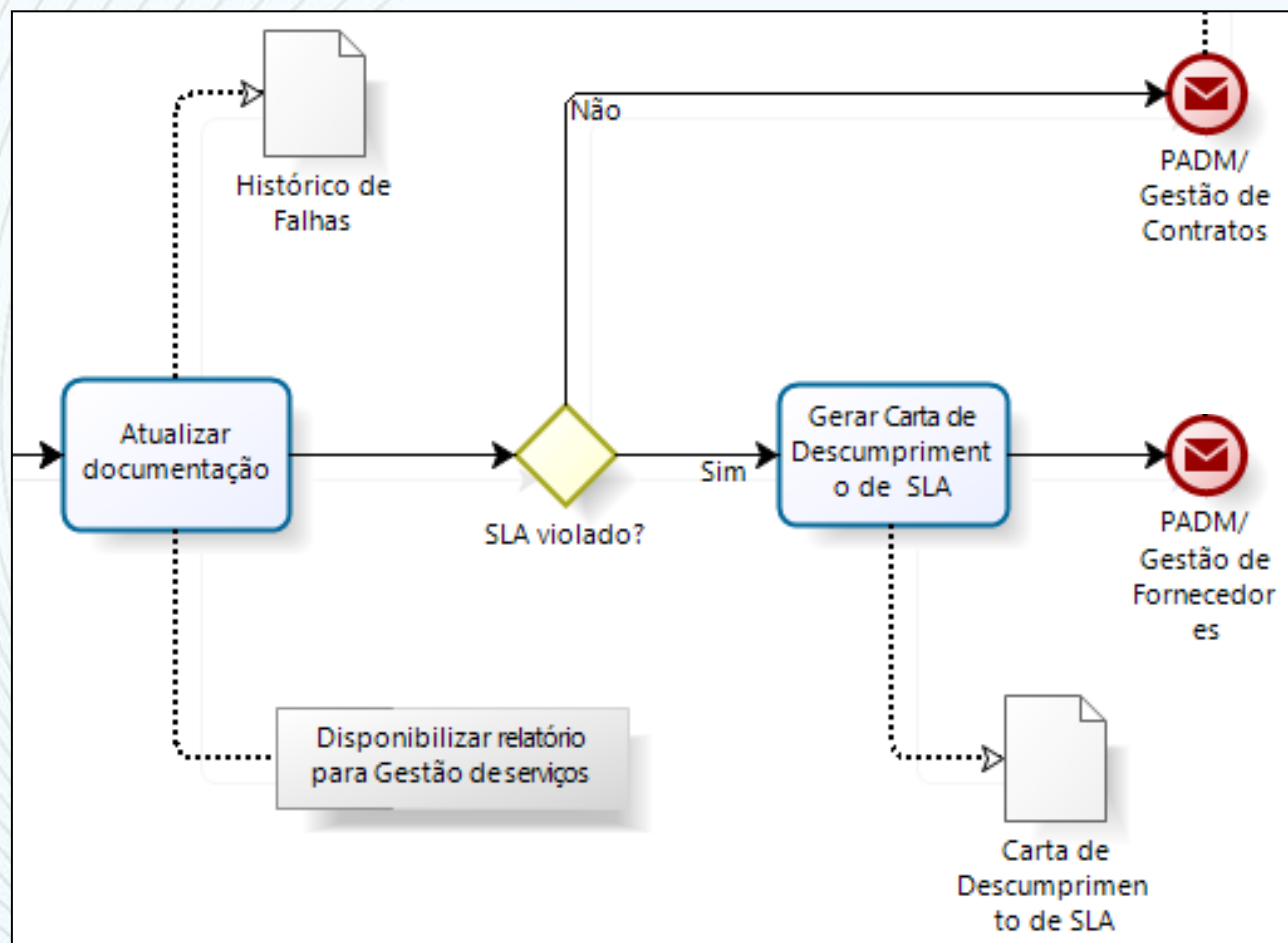 Não
PADM/
Gestão de
Contratos
Histórico de
Falhas
Atualizar
documentação
SLA violado?
Sim
Gerar Carta de
Descumpriment
o de SLA
PADM/
Gestão de
Fornecedor
es
Disponibilizar relatório
para Gestão de serviços
Carta de
Descumprimen
to de SLA